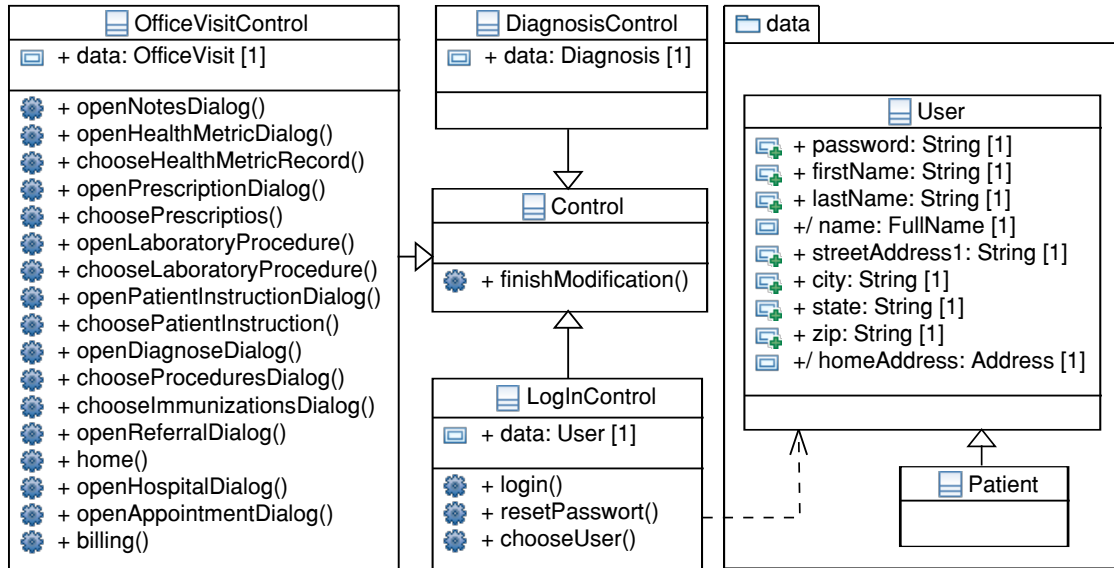 OfficeVisitControl
+ data: OfficeVisit [1]
+ openNotesDialog()
+ openHealthMetricDialog()
+ chooseHealthMetricRecord()
+ openPrescriptionDialog()
+ choosePrescriptios()
+ openLaboratoryProcedure()
+ chooseLaboratoryProcedure()
+ openPatientInstructionDialog()
+ choosePatientInstruction()
+ openDiagnoseDialog()
+ chooseProceduresDialog()
+ chooseImmunizationsDialog()
+ openReferralDialog()
+ home()
+ openHospitalDialog()
+ openAppointmentDialog()
+ billing()
DiagnosisControl
+ data: Diagnosis [1]
Control
+ finishModification()
LogInControl
+ data: User [1]
+ login()
+ resetPasswort()
+ chooseUser()
data
User
+ password: String [1]
+ firstName: String [1]
+ lastName: String [1]
+/ name: FullName [1]
+ streetAddress1: String [1]
+ city: String [1]
+ state: String [1]
+ zip: String [1]
+/ homeAddress: Address [1]
Patient